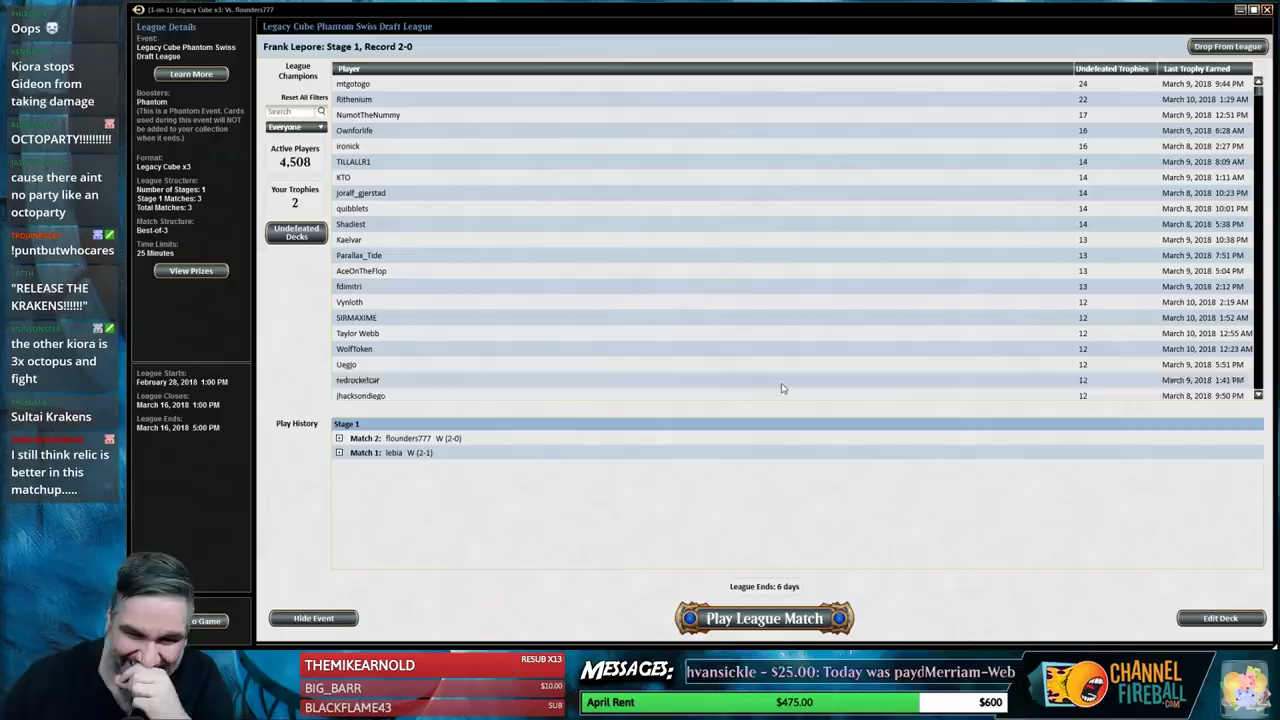 Oops
Kiora stops
Gideon from
taking damage
OCTOPARTY!!!!!!!!!!
cause there aint
no party like an
octoparty
!puntbutwhocares
"RELEASE THE
KRAKENS!!!!!!"
MUNSONSTER
the other kiora is
3x octopus and
fight
Sultai Krakens
I still think relic is
better in this
matchup.....
(1-on-1): Legacy Cube x3: Vs. flounders777
League Details
Event:
Legacy Cube Phantom Swiss
Draft League
Learn More
Boosters:
Phantom
(This is a Phantom Event. Cards
used during this event will NOT
be added to your collection
when it ends.)
Format:
Legacy Cube x3
League Structure:
Number of Stages: 1
Stage 1 Matches: 3
Total Matches: 3
Match Structure:
Best-of-3
Time Limits:
25 Minutes
View Prizes
League Starts:
February 28, 2018 1:00 PM
League Closes:
March 16, 2018 1:00 PM
League Ends:
March 16, 2018 5:00 PM
o Game
Legacy Cube Phantom Swiss Draft League
Frank Lepore: Stage 1, Record 2-0
Drop From League
League
Champions
Reset All Filters
Search
Everyone
Active Players
4,508
Your Trophies
2
Undefeated
Decks
Player Undefeated Trophies Last Trophy Earned
mtgotogo 24 March 9, 2018 9:44 PM
Rithenium 22 March 10, 2018 1:29 AM
NumotTheNummy 17 March 9, 2018 12:51 PM
Ownforlife 16 March 9, 2018 6:28 AM
ironick 16 March 8, 2018 2:27 PM
TILLALLR1 14 March 9, 2018 8:09 AM
KTO 14 March 9, 2018 1:11 AM
joralf_gjerstad 14 March 8, 2018 10:23 PM
quibblets 14 March 8, 2018 10:01 PM
Shadiest 14 March 8, 2018 5:38 PM
Kaelvar 13 March 9, 2018 10:38 PM
Parallax_Tide 13 March 9, 2018 7:51 PM
AceOnTheFlop 13 March 9, 2018 5:04 PM
fdimitri 13 March 9, 2018 2:12 PM
Vynloth 12 March 10, 2018 2:19 AM
SIRMAXIME 12 March 10, 2018 1:52 AM
Taylor Webb 12 March 10, 2018 12:55 AM
WolfToken 12 March 10, 2018 12:23 AM
Uegjo 12 March 9, 2018 5:51 PM
redrocketcar 12 March 9, 2018 1:41 PM
jhacksondiego 12 March 8, 2018 9:50 PM
Play History
Stage 1
Match 2: flounders777 W (2-0)
Match 1: lebia W (2-1)
League Ends: 6 days
Hide Event
Play League Match
Edit Deck
THEMIKEARNOLD RESUB X13
BIG_BARR $10.00
BLACKFLAME43 SUB
MESSAGES:
hvansickle - $25.00: Today was paydMerriam-Web
April Rent $475.00 $600
CHANNEL
FIREBALL
.COM